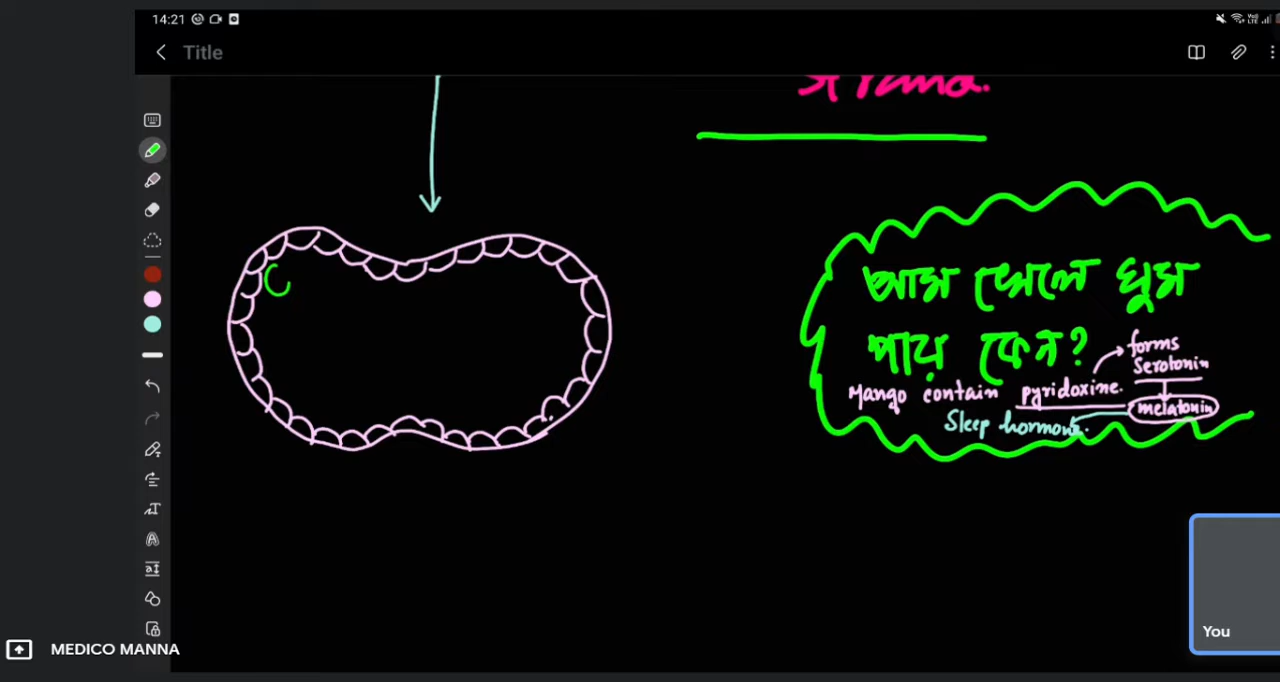 14:21
Title
আম খেলে ঘুম
পায় কেন?
forms
Serotonin
Mango contain pyridoxine.
melatonin
Sleep hormone.
C
You
MEDICO MANNA